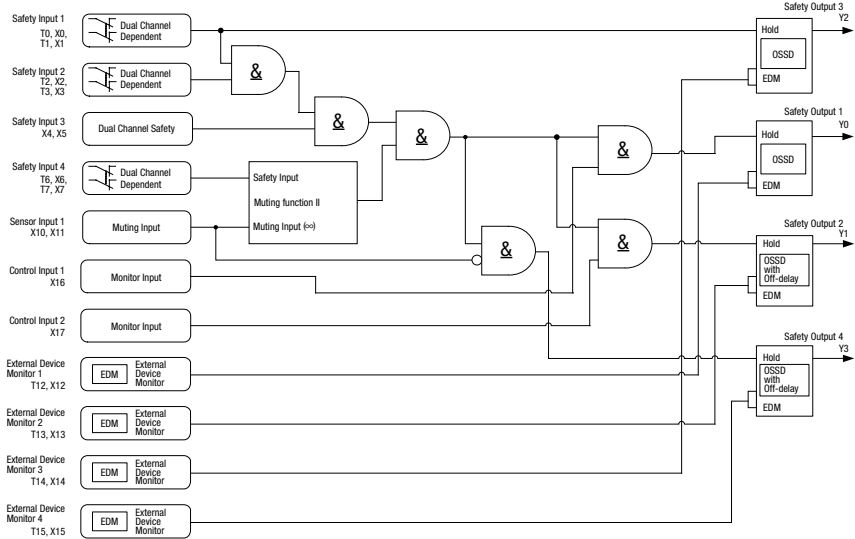 Safety Input 1
T0, X0,
T1, X1
Dual Channel
Dependent
Safety Input 2
T2, X2,
T3, X3
Dual Channel
Dependent
Safety Input 3
X4, X5
Dual Channel Safety
Safety Input 4
T6, X6,
T7, X7
Dual Channel
Dependent
Sensor Input 1
X10, X11
Muting Input
Control Input 1
X16
Monitor Input
Control Input 2
X17
Monitor Input
External Device
Monitor 1
T12, X12
EDM
External
Device
Monitor
External Device
Monitor 2
T13, X13
EDM
External
Device
Monitor
External Device
Monitor 3
T14, X14
EDM
External
Device
Monitor
External Device
Monitor 4
T15, X15
EDM
External
Device
Monitor
Safety Input
Muting function II
Muting Input (∞)
&
&
&
&
&
&
Safety Output 3
Y2
Hold
OSSD
EDM
Safety Output 1
Y0
Hold
OSSD
EDM
Safety Output 2
Y1
Hold
OSSD
with
Off-delay
EDM
Safety Output 4
Y3
Hold
OSSD
with
Off-delay
EDM